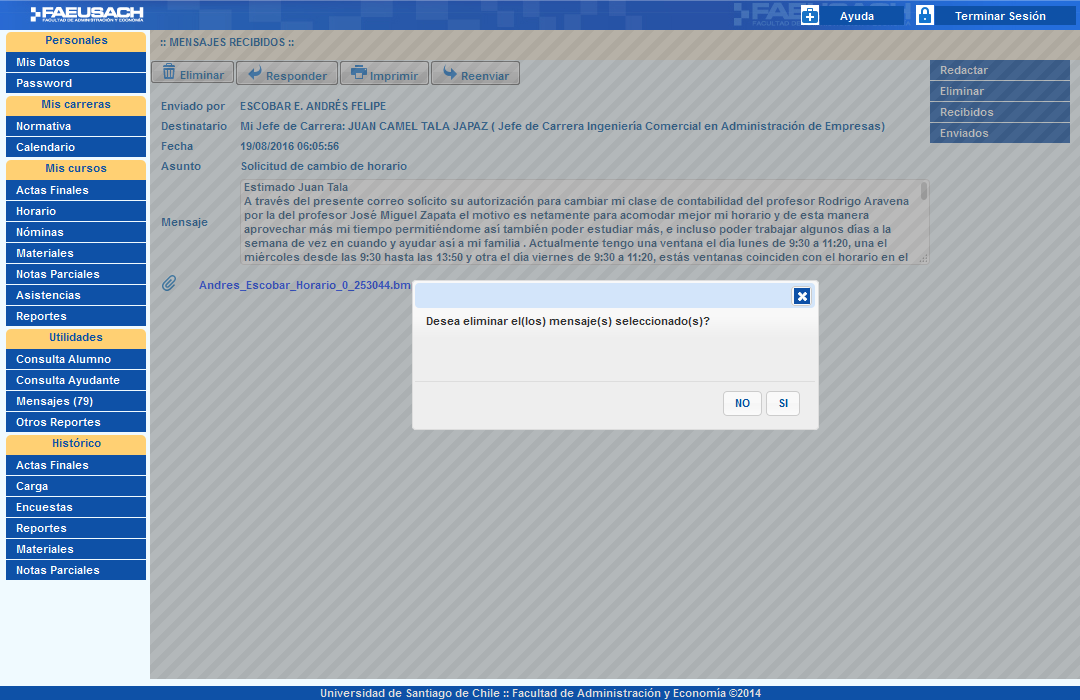 FAEUSACH
FACULTAD DE ADMINISTRACIÓN Y ECONOMÍA
Ayuda
Terminar Sesión
Personales
Mis Datos
Password
Mis carreras
Normativa
Calendario
Mis cursos
Actas Finales
Horario
Nóminas
Materiales
Notas Parciales
Asistencias
Reportes
Utilidades
Consulta Alumno
Consulta Ayudante
Mensajes (79)
Otros Reportes
Histórico
Actas Finales
Carga
Encuestas
Reportes
Materiales
Notas Parciales
:: MENSAJES RECIBIDOS ::
Eliminar
Responder
Imprimir
Reenviar
Redactar
Eliminar
Recibidos
Enviados
Enviado por ESCOBAR E. ANDRÉS FELIPE
Destinatario Mi Jefe de Carrera: JUAN CAMEL TALA JAPAZ ( Jefe de Carrera Ingeniería Comercial en Administración de Empresas)
Fecha 19/08/2016 06:05:56
Asunto Solicitud de cambio de horario
Mensaje
Estimado Juan Tala
A través del presente correo solicito su autorización para cambiar mi clase de contabilidad del profesor Rodrigo Aravena
por la del profesor José Miguel Zapata el motivo es netamente para acomodar mejor mi horario y de esta manera
aprovechar más mi tiempo permitiéndome así también poder estudiar más, e incluso poder trabajar algunos días a la
semana de vez en cuando y ayudar así a mi familia . Actualmente tengo una ventana el día lunes de 9:30 a 11:20, una el
miércoles desde las 9:30 hasta las 13:50 y otra el día viernes de 9:30 a 11:20, estás ventanas coinciden con el horario en el
Andres_Escobar_Horario_0_253044.bm
Desea eliminar el(los) mensaje(s) seleccionado(s)?
NO
SI
Universidad de Santiago de Chile :: Facultad de Administración y Economía ©2014